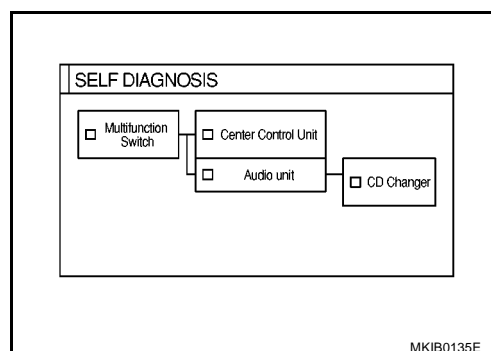 SELF DIAGNOSIS
Multifunction
Switch
Center Control Unit
Audio unit
CD Changer
MKIB0135E